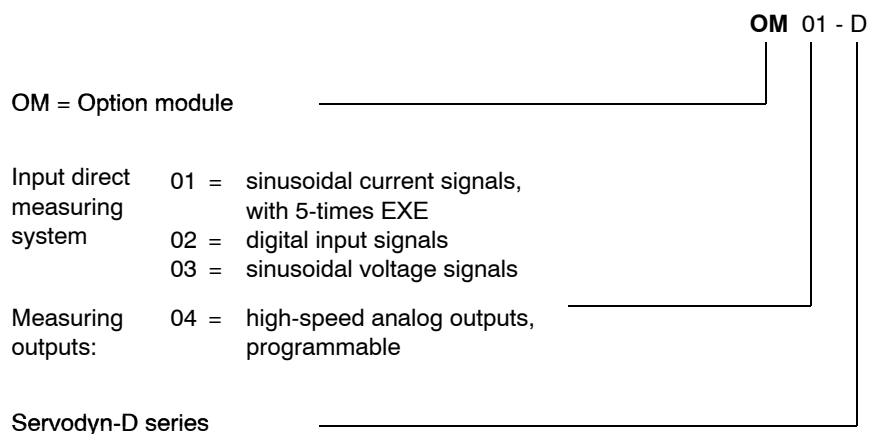 OM 01 - D
OM = Option module
Input direct measuring system
01 = sinusoidal current signals,
with 5-times EXE
02 = digital input signals
03 = sinusoidal voltage signals
Measuring outputs:
04 = high-speed analog outputs,
programmable
Servodyn-D series